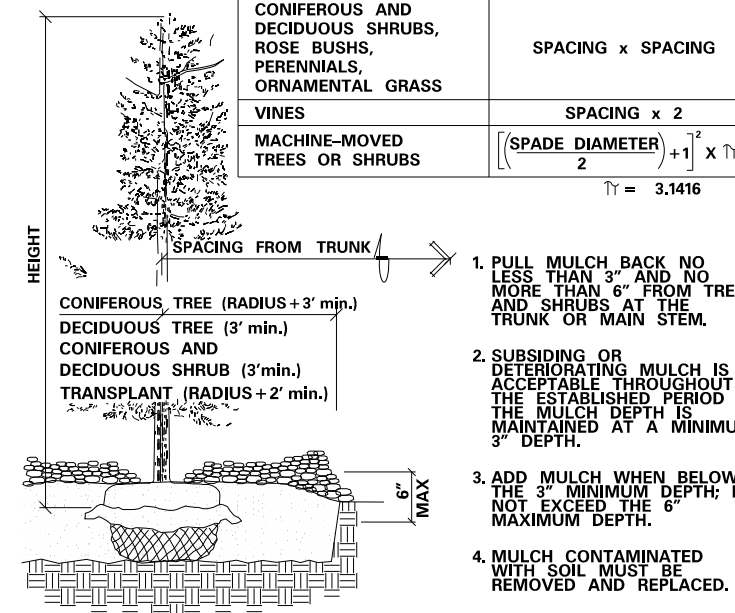 CONIFEROUS AND
DECIDUOUS SHRUBS,
ROSE BUSHS,
PERENNIALS,
ORNAMENTAL GRASS
SPACING x SPACING
VINES
SPACING x 2
MACHINE–MOVED
TREES OR SHRUBS
[(SPADE DIAMETER / 2) +1]² X π
π = 3.1416
HEIGHT
SPACING FROM TRUNK
CONIFEROUS TREE (RADIUS+3' min.)
DECIDUOUS TREE (3' min.)
CONIFEROUS AND
DECIDUOUS SHRUB (3'min.)
TRANSPLANT (RADIUS+2' min.)
6" MAX
1. PULL MULCH BACK NO
LESS THAN 3" AND NO
MORE THAN 6" FROM TRE
AND SHRUBS AT THE
TRUNK OR MAIN STEM.
2. SUBSIDING OR
DETERIORATING MULCH IS
ACCEPTABLE THROUGHOUT
THE ESTABLISHED PERIOD
THE MULCH DEPTH IS
MAINTAINED AT A MINIMU
3" DEPTH.
3. ADD MULCH WHEN BELOW
THE 3" MINIMUM DEPTH;
NOT EXCEED THE 6"
MAXIMUM DEPTH.
4. MULCH CONTAMINATED
WITH SOIL MUST BE
REMOVED AND REPLACED.